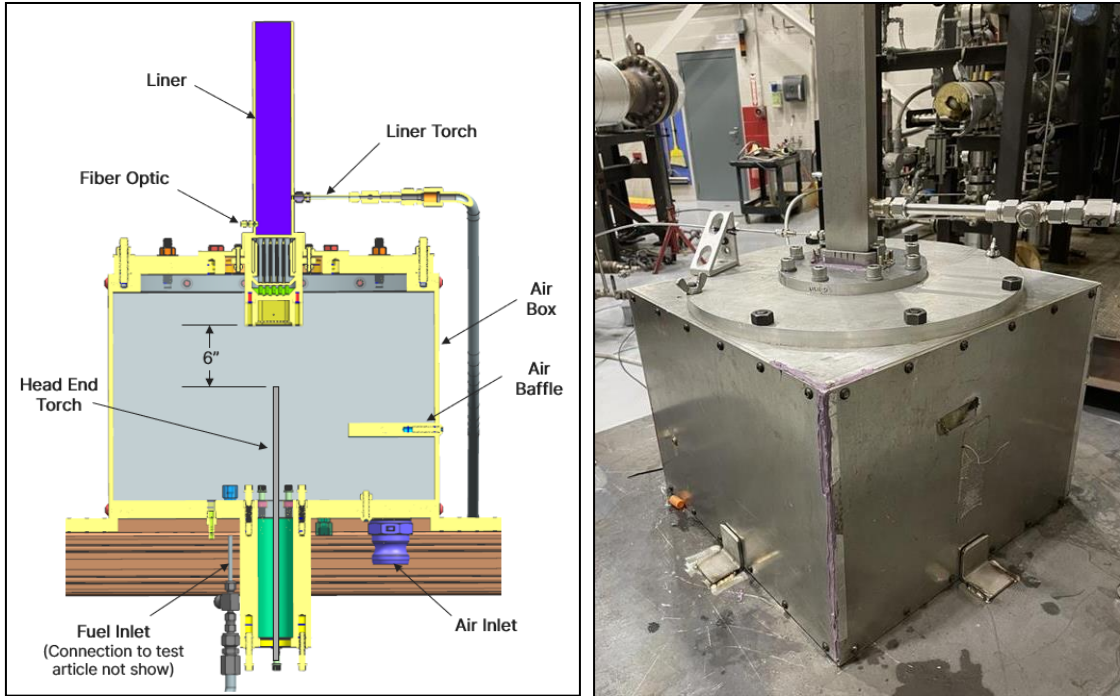 Liner
Liner Torch
Fiber Optic
Air
Box
6"
Head End
Torch
Air
Baffle
Fuel Inlet
(Connection to test
article not show)
Air Inlet